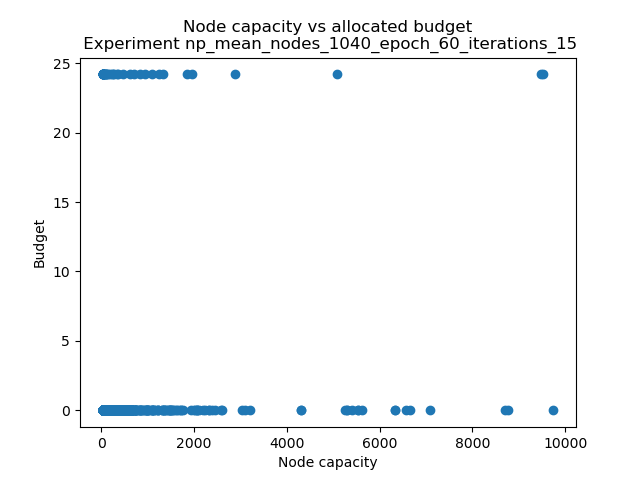 Node capacity vs allocated budget
Experiment np_mean_nodes_1040_epoch_60_iterations_15
25
20
15
10
5
0
Budget
0 2000 4000 6000 8000 10000
Node capacity